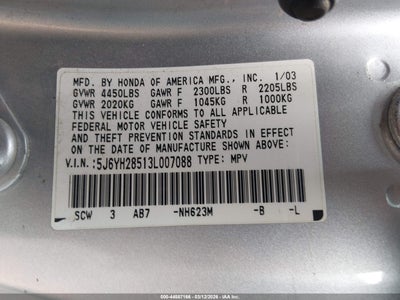 MFD. BY HONDA OF AMERICA MFG., INC. 1/03
GVWR 4450LBS GAWR F 2300LBS R 2205LBS
GVWR 2020KG GAWR F 1045KG R 1000KG
THIS VEHICLE CONFORMS TO ALL APPLICABLE
FEDERAL MOTOR VEHICLE SAFETY
AND THEFT PREVENTION STANDARDS IN EFFECT
ON THE DATE OF MANUFACTURE SHOWN ABOVE.
V.I.N.:5J6YH28513L007088 TYPE: MPV
SCW 3 AB7 -NH623M -B -L